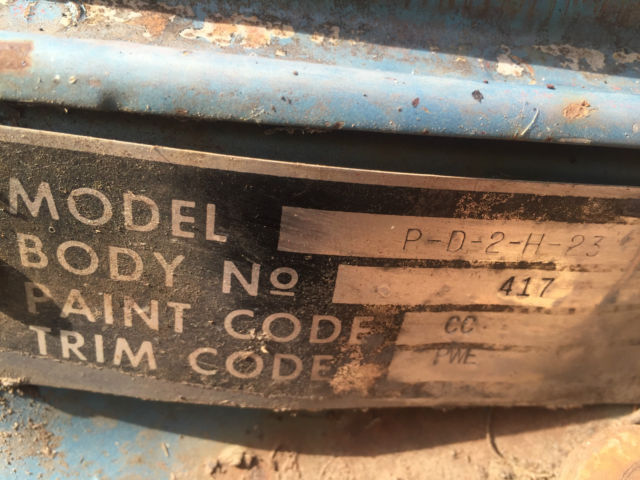 MODEL P-D-2-H-23
BODY No 417
PAINT CODE CC
TRIM CODE PWE